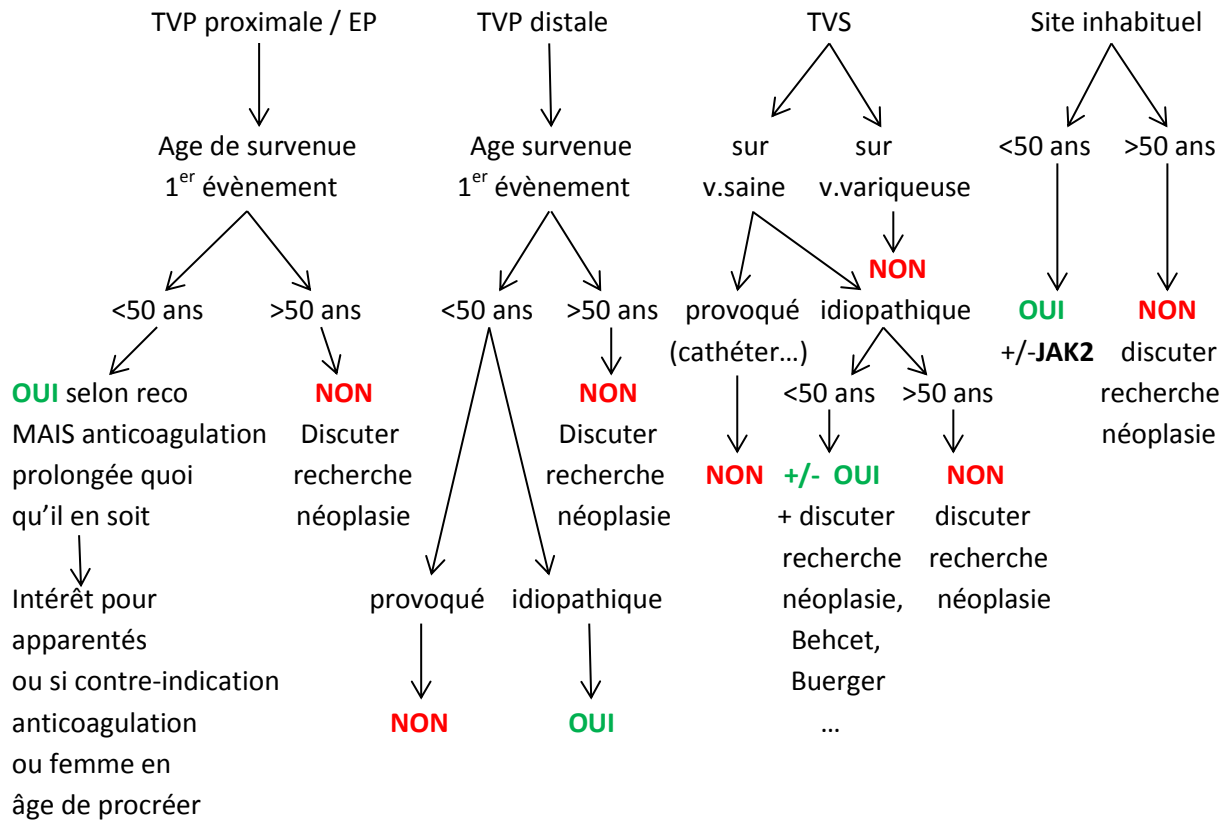 TVP proximale / EP
TVP distale
TVS
Site inhabituel
Age de survenue
1er évènement
Age survenue
1er évènement
sur
v.saine
sur
v.variqueuse
<50 ans
>50 ans
NON
<50 ans
>50 ans
<50 ans
>50 ans
provoqué
(cathéter…)
idiopathique
OUI
+/-JAK2
NON
discuter
recherche
néoplasie
OUI selon reco
MAIS anticoagulation
prolongée quoi
qu’il en soit
NON
Discuter
recherche
néoplasie
NON
Discuter
recherche
néoplasie
<50 ans
>50 ans
NON
+/- OUI
+ discuter
recherche
néoplasie,
Behcet,
Buerger
…
NON
discuter
recherche
néoplasie
Intérêt pour
apparentés
ou si contre-indication
anticoagulation
ou femme en
âge de procréer
provoqué
idiopathique
NON
OUI